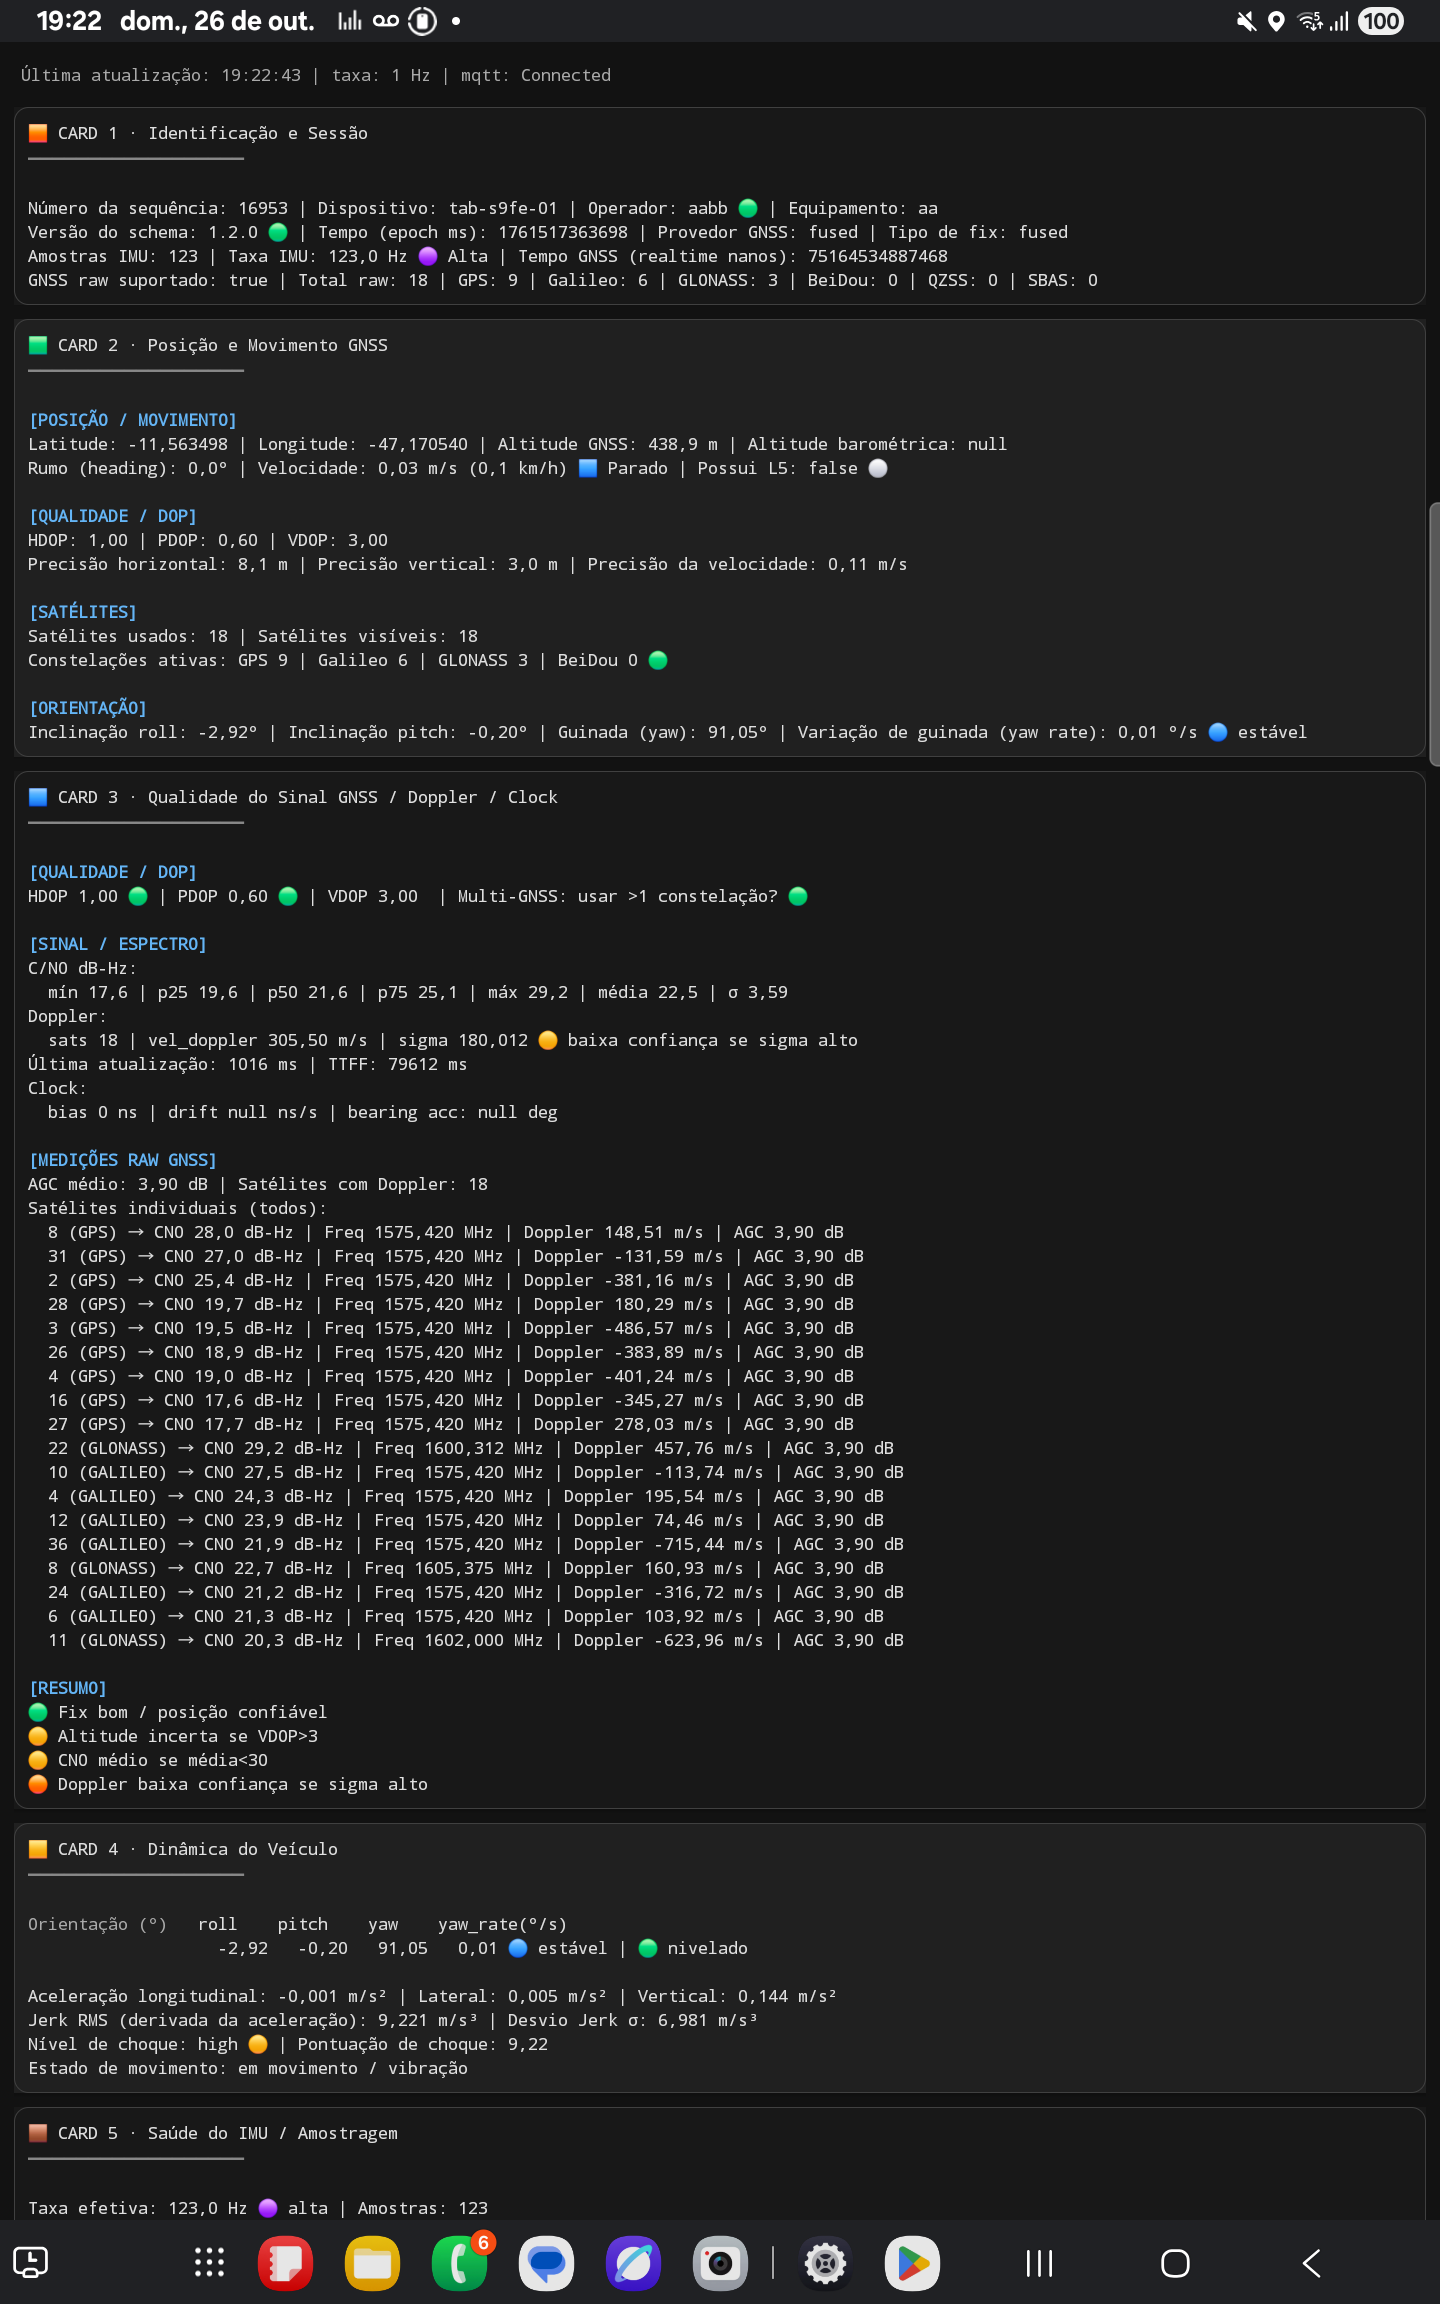 19:22 dom., 26 de out.
100
Última atualização: 19:22:43 | taxa: 1 Hz | mqtt: Connected
CARD 1 · Identificação e Sessão
Número da sequência: 16953 | Dispositivo: tab-s9fe-01 | Operador: aabb | Equipamento: aa
Versão do schema: 1.2.0 | Tempo (epoch ms): 1761517363698 | Provedor GNSS: fused | Tipo de fix: fused
Amostras IMU: 123 | Taxa IMU: 123,0 Hz Alta | Tempo GNSS (realtime nanos): 75164534887468
GNSS raw suportado: true | Total raw: 18 | GPS: 9 | Galileo: 6 | GLONASS: 3 | BeiDou: 0 | QZSS: 0 | SBAS: 0
CARD 2 · Posição e Movimento GNSS
[POSIÇÃO / MOVIMENTO]
Latitude: -11,563498 | Longitude: -47,170540 | Altitude GNSS: 438,9 m | Altitude barométrica: null
Rumo (heading): 0,0° | Velocidade: 0,03 m/s (0,1 km/h) Parado | Possui L5: false
[QUALIDADE / DOP]
HDOP: 1,00 | PDOP: 0,60 | VDOP: 3,00
Precisão horizontal: 8,1 m | Precisão vertical: 3,0 m | Precisão da velocidade: 0,11 m/s
[SATÉLITES]
Satélites usados: 18 | Satélites visíveis: 18
Constelações ativas: GPS 9 | Galileo 6 | GLONASS 3 | BeiDou 0
[ORIENTAÇÃO]
Inclinação roll: -2,92° | Inclinação pitch: -0,20° | Guinada (yaw): 91,05° | Variação de guinada (yaw rate): 0,01 °/s estável
CARD 3 · Qualidade do Sinal GNSS / Doppler / Clock
[QUALIDADE / DOP]
HDOP 1,00 | PDOP 0,60 | VDOP 3,00 | Multi-GNSS: usar >1 constelação?
[SINAL / ESPECTRO]
C/N0 dB-Hz:
mín 17,6 | p25 19,6 | p50 21,6 | p75 25,1 | máx 29,2 | média 22,5 | σ 3,59
Doppler:
sats 18 | vel_doppler 305,50 m/s | sigma 180,012 baixa confiança se sigma alto
Última atualização: 1016 ms | TTFF: 79612 ms
Clock:
bias 0 ns | drift null ns/s | bearing acc: null deg
[MEDIÇÕES RAW GNSS]
AGC médio: 3,90 dB | Satélites com Doppler: 18
Satélites individuais (todos):
8 (GPS) → CN0 28,0 dB-Hz | Freq 1575,420 MHz | Doppler 148,51 m/s | AGC 3,90 dB
31 (GPS) → CN0 27,0 dB-Hz | Freq 1575,420 MHz | Doppler -131,59 m/s | AGC 3,90 dB
2 (GPS) → CN0 25,4 dB-Hz | Freq 1575,420 MHz | Doppler -381,16 m/s | AGC 3,90 dB
28 (GPS) → CN0 19,7 dB-Hz | Freq 1575,420 MHz | Doppler 180,29 m/s | AGC 3,90 dB
3 (GPS) → CN0 19,5 dB-Hz | Freq 1575,420 MHz | Doppler -486,57 m/s | AGC 3,90 dB
26 (GPS) → CN0 18,9 dB-Hz | Freq 1575,420 MHz | Doppler -383,89 m/s | AGC 3,90 dB
4 (GPS) → CN0 19,0 dB-Hz | Freq 1575,420 MHz | Doppler -401,24 m/s | AGC 3,90 dB
16 (GPS) → CN0 17,6 dB-Hz | Freq 1575,420 MHz | Doppler -345,27 m/s | AGC 3,90 dB
27 (GPS) → CN0 17,7 dB-Hz | Freq 1575,420 MHz | Doppler 278,03 m/s | AGC 3,90 dB
22 (GLONASS) → CN0 29,2 dB-Hz | Freq 1600,312 MHz | Doppler 457,76 m/s | AGC 3,90 dB
10 (GALILEO) → CN0 27,5 dB-Hz | Freq 1575,420 MHz | Doppler -113,74 m/s | AGC 3,90 dB
4 (GALILEO) → CN0 24,3 dB-Hz | Freq 1575,420 MHz | Doppler 195,54 m/s | AGC 3,90 dB
12 (GALILEO) → CN0 23,9 dB-Hz | Freq 1575,420 MHz | Doppler 74,46 m/s | AGC 3,90 dB
36 (GALILEO) → CN0 21,9 dB-Hz | Freq 1575,420 MHz | Doppler -715,44 m/s | AGC 3,90 dB
8 (GLONASS) → CN0 22,7 dB-Hz | Freq 1605,375 MHz | Doppler 160,93 m/s | AGC 3,90 dB
24 (GALILEO) → CN0 21,2 dB-Hz | Freq 1575,420 MHz | Doppler -316,72 m/s | AGC 3,90 dB
6 (GALILEO) → CN0 21,3 dB-Hz | Freq 1575,420 MHz | Doppler 103,92 m/s | AGC 3,90 dB
11 (GLONASS) → CN0 20,3 dB-Hz | Freq 1602,000 MHz | Doppler -623,96 m/s | AGC 3,90 dB
[RESUMO]
Fix bom / posição confiável
Altitude incerta se VDOP>3
CN0 médio se média<30
Doppler baixa confiança se sigma alto
CARD 4 · Dinâmica do Veículo
Orientação (°) roll pitch yaw yaw_rate(°/s)
-2,92 -0,20 91,05 0,01 estável | nivelado
Aceleração longitudinal: -0,001 m/s² | Lateral: 0,005 m/s² | Vertical: 0,144 m/s²
Jerk RMS (derivada da aceleração): 9,221 m/s³ | Desvio Jerk σ: 6,981 m/s³
Nível de choque: high | Pontuação de choque: 9,22
Estado de movimento: em movimento / vibração
CARD 5 · Saúde do IMU / Amostragem
Taxa efetiva: 123,0 Hz alta | Amostras: 123
6